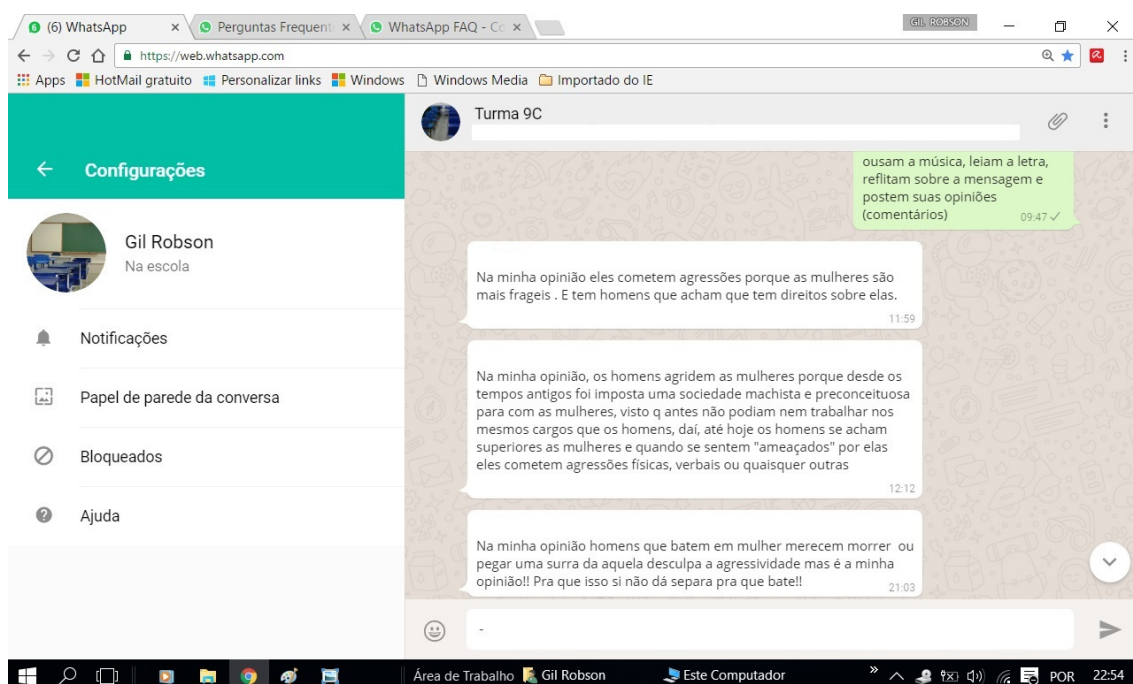 (6) WhatsApp
Perguntas Frequent
WhatsApp FAQ - Co
GIL ROBSON
https://web.whatsapp.com
Apps HotMail gratuito Personalizar links Windows Windows Media Importado do IE
Configurações
Gil Robson
Na escola
Notificações
Papel de parede da conversa
Bloqueados
Ajuda
Turma 9C
ousam a música, leiam a letra,
reflitam sobre a mensagem e
postem suas opiniões
(comentários)
09:47
Na minha opinião eles cometem agressões porque as mulheres são
mais frageis . E tem homens que acham que tem direitos sobre elas.
11:59
Na minha opinião, os homens agridem as mulheres porque desde os
tempos antigos foi imposta uma sociedade machista e preconceituosa
para com as mulheres, visto q antes não podiam nem trabalhar nos
mesmos cargos que os homens, daí, até hoje os homens se acham
superiores as mulheres e quando se sentem "ameaçados" por elas
eles cometem agressões físicas, verbais ou quaisquer outras
12:12
Na minha opinião homens que batem em mulher merecem morrer ou
pegar uma surra da aquela desculpa a agressividade mas é a minha
opinião!! Pra que isso si não dá separa pra que bate!!
21:03
-
Área de Trabalho Gil Robson Este Computador » POR 22:54